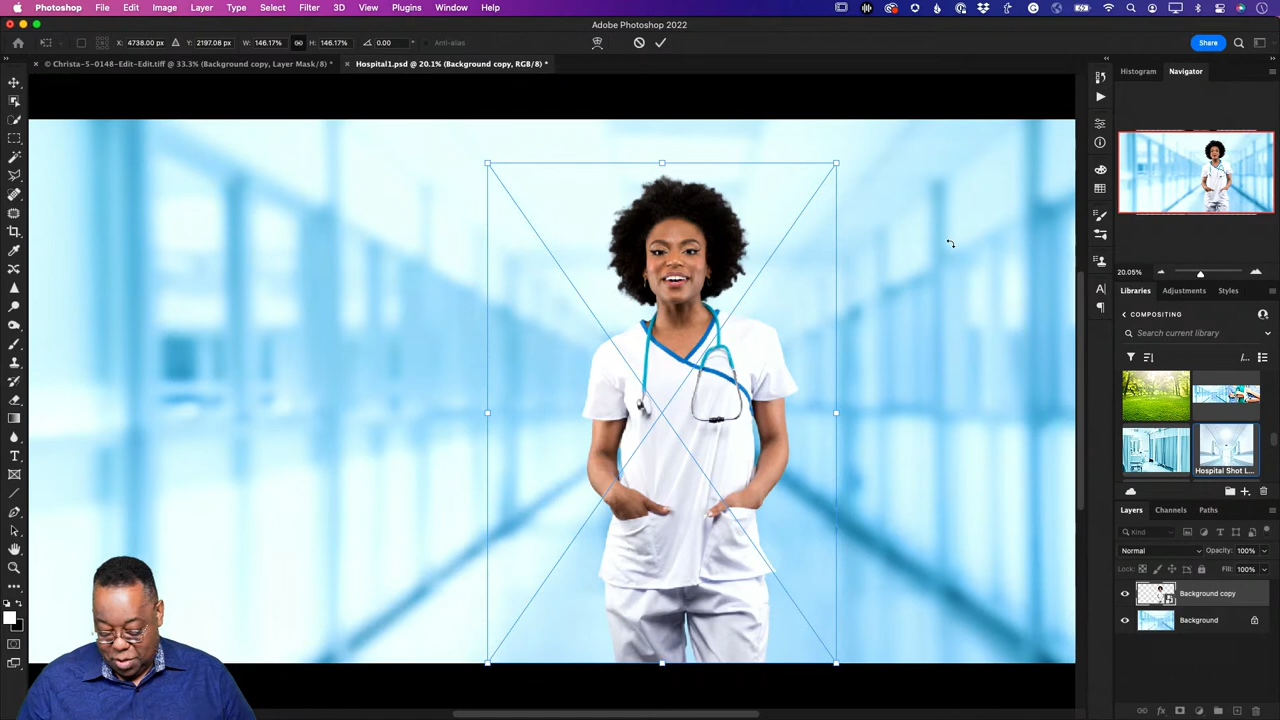 Photoshop File Edit Image Layer Type Select Filter 3D View Plugins Window Help
Adobe Photoshop 2022
X: 4738.00 px Y: 2197.08 px W: 146.17% H: 146.17% 0.00 Anti-alias Share
© Christa-5-0148-Edit-Edit.tiff @ 33.3% (Background copy, Layer Mask/8) *
Hospital1.psd @ 20.1% (Background copy, RGB/8) *
Histogram Navigator
20.05%
Libraries Adjustments Styles
COMPOSITING
Search current library
Hospital Shot L...
Layers Channels Paths
Kind
Normal Opacity: 100%
Lock: Fill: 100%
Background copy
Background